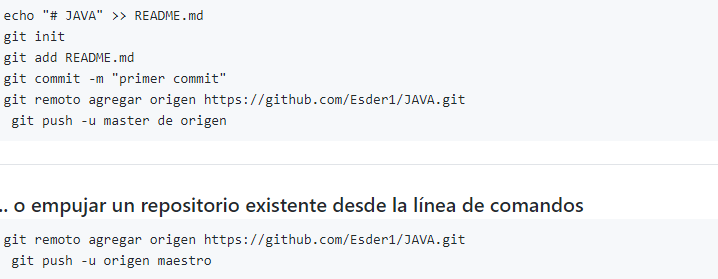 echo "# JAVA" >> README.md
git init
git add README.md
git commit -m "primer commit"
git remoto agregar origen https://github.com/Esder1/JAVA.git
git push -u master de origen
.. o empujar un repositorio existente desde la línea de comandos
git remoto agregar origen https://github.com/Esder1/JAVA.git
git push -u origen maestro